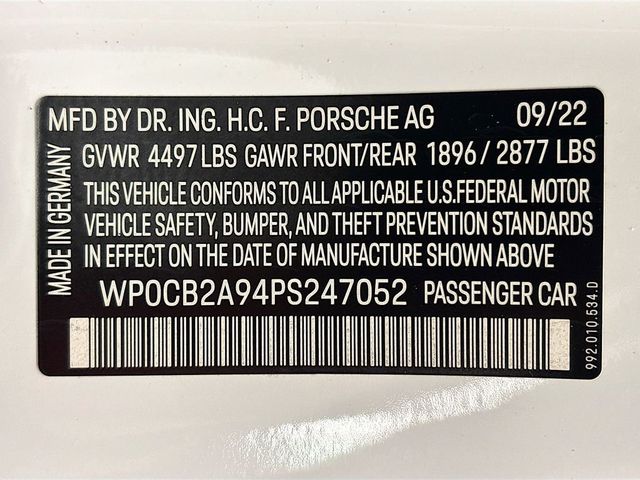 MFD BY DR. ING. H.C. F. PORSCHE AG 09/22
GVWR 4497 LBS GAWR FRONT/REAR 1896 / 2877 LBS
THIS VEHICLE CONFORMS TO ALL APPLICABLE U.S.FEDERAL MOTOR
VEHICLE SAFETY, BUMPER, AND THEFT PREVENTION STANDARDS
IN EFFECT ON THE DATE OF MANUFACTURE SHOWN ABOVE
WP0CB2A94PS247052 PASSENGER CAR
MADE IN GERMANY
992.010.534.D